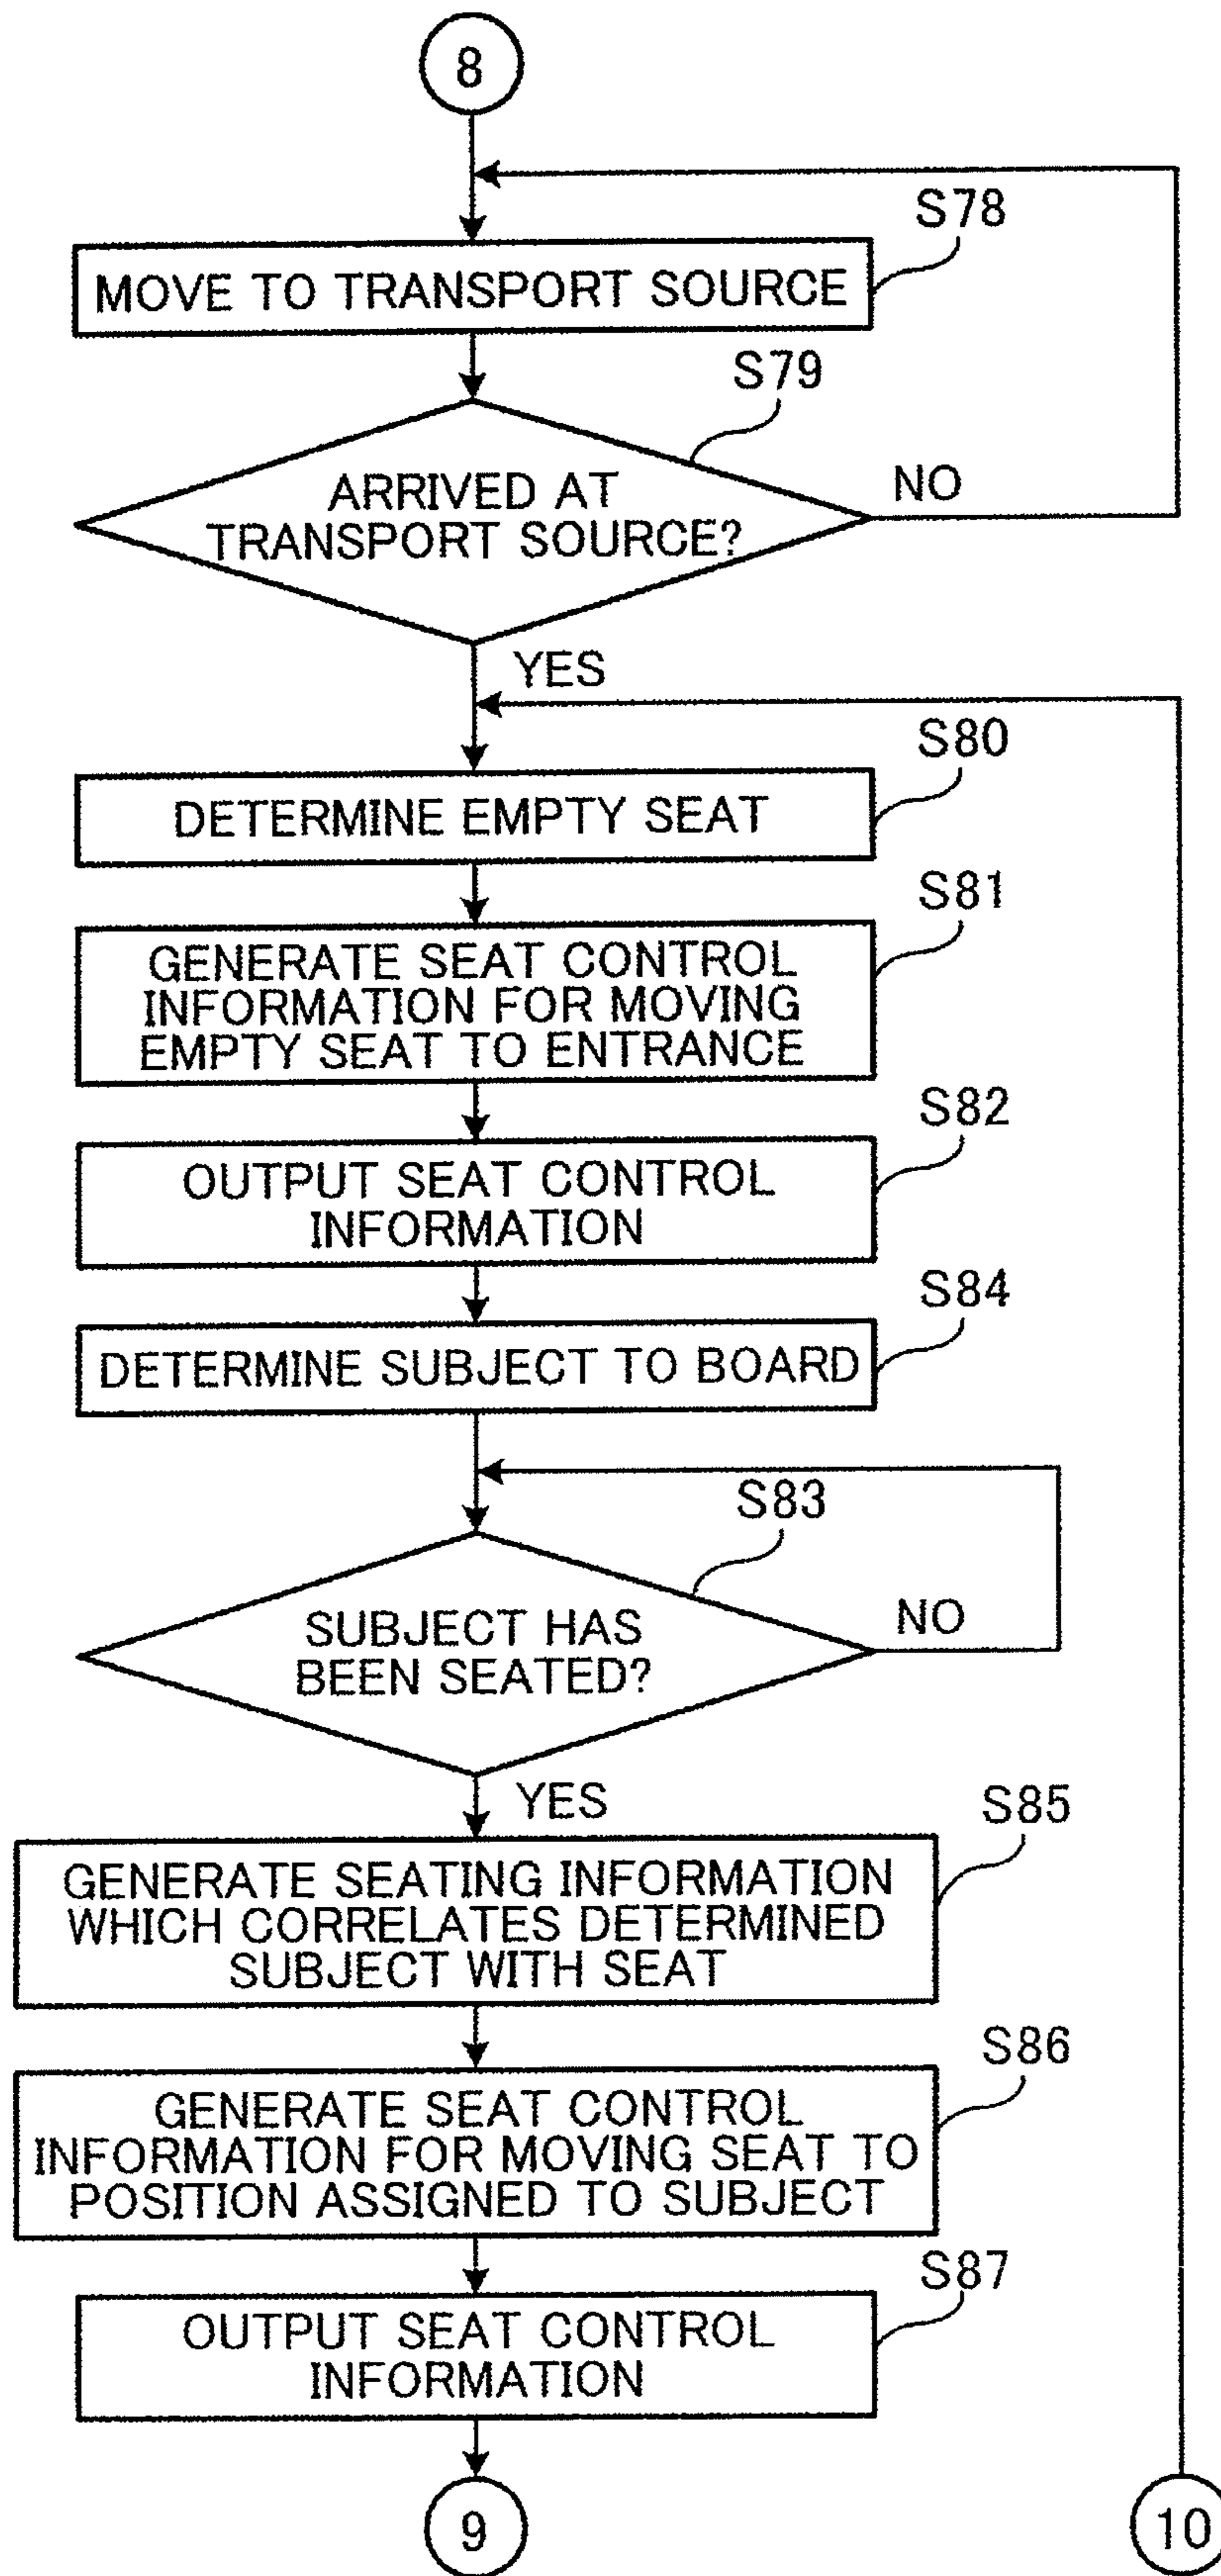 8
S78
MOVE TO TRANSPORT SOURCE
S79
ARRIVED AT
TRANSPORT SOURCE?
NO
YES
S80
DETERMINE EMPTY SEAT
S81
GENERATE SEAT CONTROL
INFORMATION FOR MOVING
EMPTY SEAT TO ENTRANCE
S82
OUTPUT SEAT CONTROL
INFORMATION
S84
DETERMINE SUBJECT TO BOARD
S83
SUBJECT HAS
BEEN SEATED?
NO
YES
S85
GENERATE SEATING INFORMATION
WHICH CORRELATES DETERMINED
SUBJECT WITH SEAT
S86
GENERATE SEAT CONTROL
INFORMATION FOR MOVING SEAT TO
POSITION ASSIGNED TO SUBJECT
S87
OUTPUT SEAT CONTROL
INFORMATION
9
10